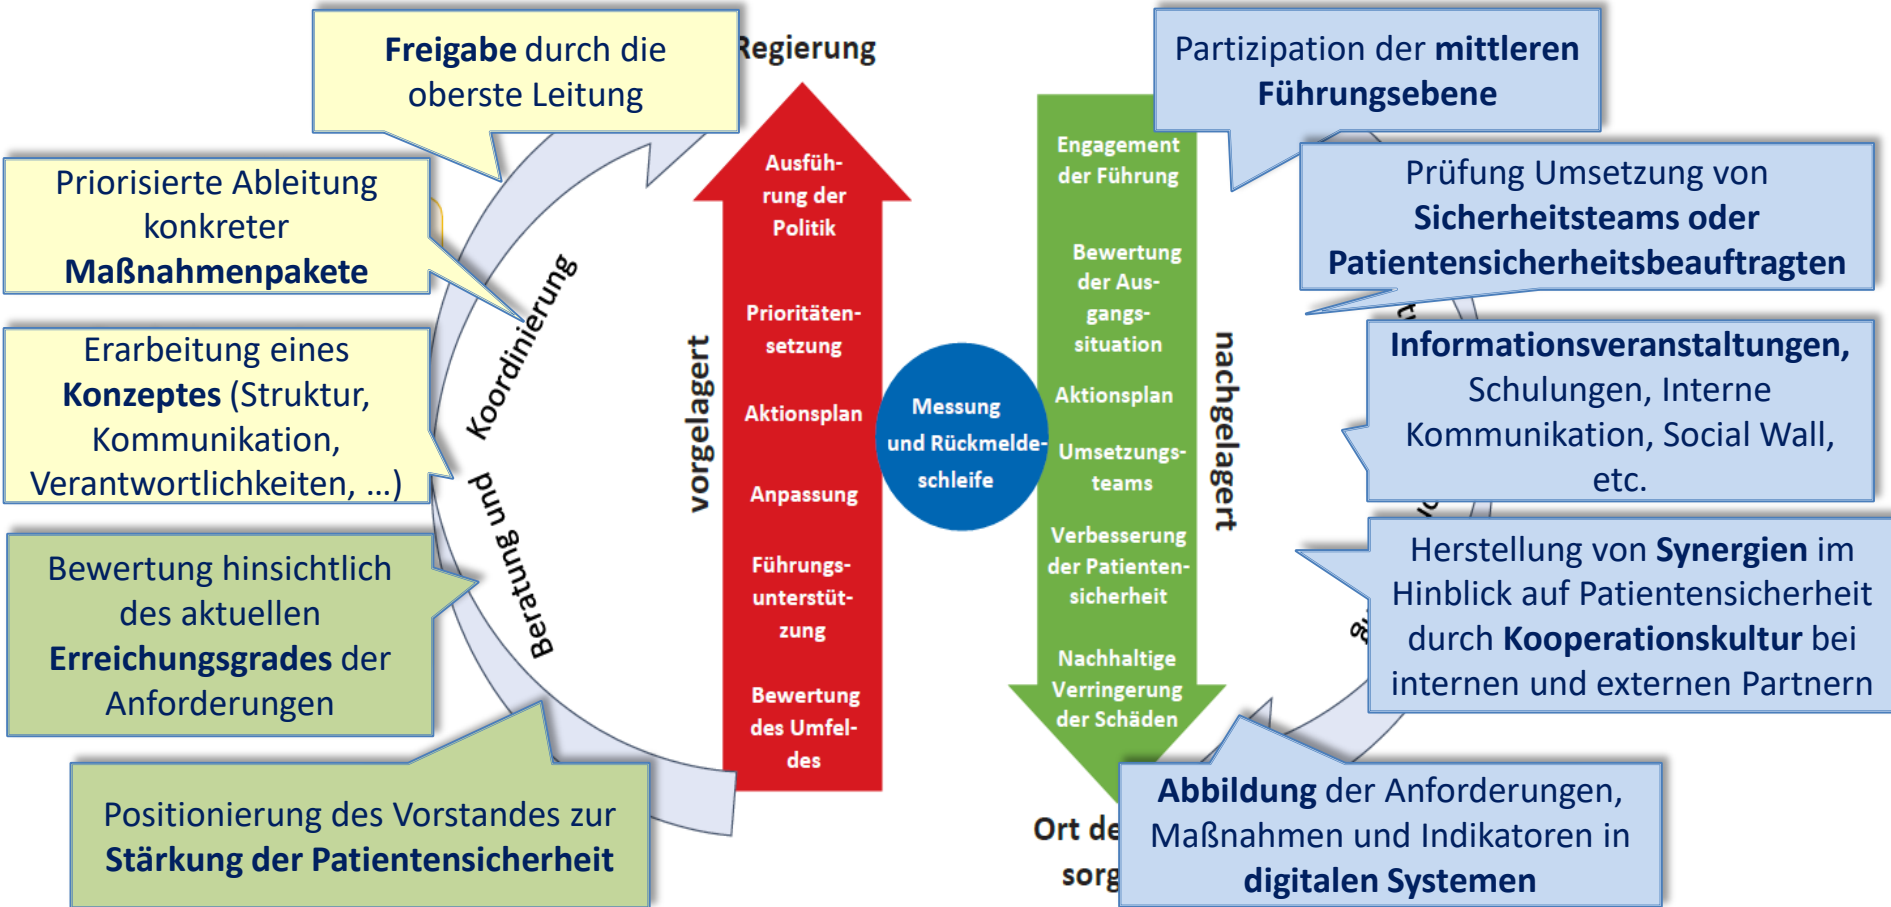 Freigabe durch die
oberste Leitung
Regierung
Partizipation der mittleren
Führungsebene
Priorisierte Ableitung
konkreter
Maßnahmenpakete
Prüfung Umsetzung von
Sicherheitsteams oder
Patientensicherheitsbeauftragten
Erarbeitung eines
Konzeptes (Struktur,
Kommunikation,
Verantwortlichkeiten, ...)
Informationsveranstaltungen,
Schulungen, Interne
Kommunikation, Social Wall,
etc.
Bewertung hinsichtlich
des aktuellen
Erreichungsgrades der
Anforderungen
Herstellung von Synergien im
Hinblick auf Patientensicherheit
durch Kooperationskultur bei
internen und externen Partnern
Positionierung des Vorstandes zur
Stärkung der Patientensicherheit
Abbildung der Anforderungen,
Maßnahmen und Indikatoren in
digitalen Systemen
Beratung und
Koordinierung
vorgelagert
Ausfüh-
rung der
Politik
Prioritäten-
setzung
Aktionsplan
Anpassung
Führungs-
unterstüt-
zung
Bewertung
des Umfel-
des
Messung
und Rückmelde-
schleife
Engagement
der Führung
Bewertung
der Aus-
gangs-
situation
Aktionsplan
Umsetzungs-
teams
Verbesserung
der Patienten-
sicherheit
Nachhaltige
Verringerung
der Schäden
nachgelagert
Ort de
sorg